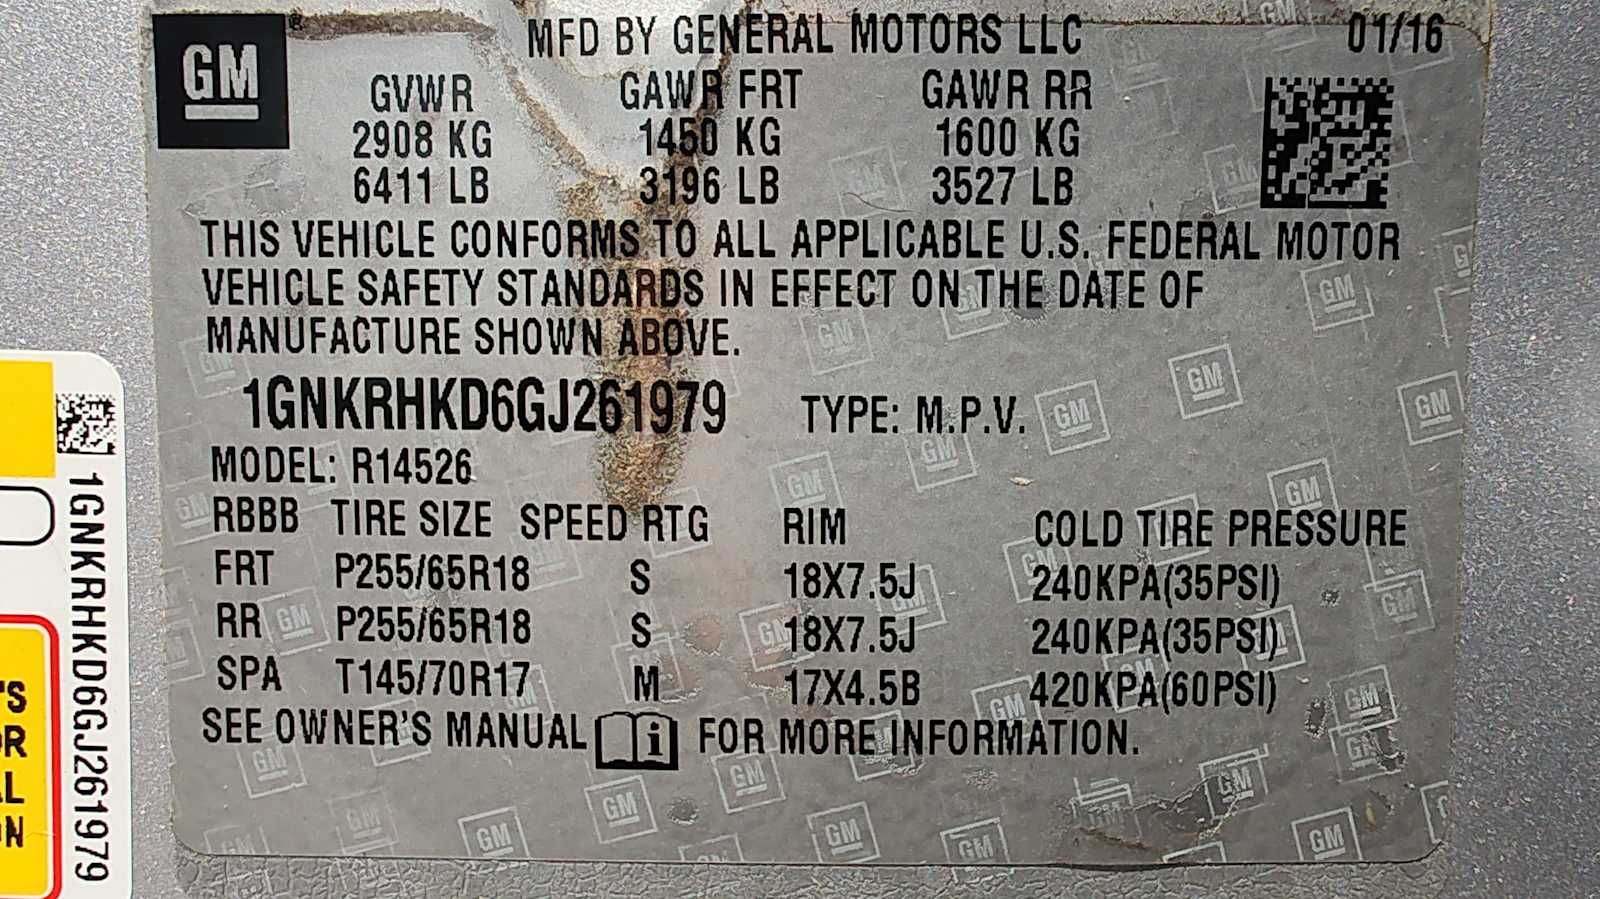 GM
MFD BY GENERAL MOTORS LLC 01/16
GVWR GAWR FRT GAWR RR
2908 KG 1450 KG 1600 KG
6411 LB 3196 LB 3527 LB
THIS VEHICLE CONFORMS TO ALL APPLICABLE U.S. FEDERAL MOTOR
VEHICLE SAFETY STANDARDS IN EFFECT ON THE DATE OF
MANUFACTURE SHOWN ABOVE.
1GNKRHKD6GJ261979 TYPE: M.P.V.
MODEL: R14526
RBBB TIRE SIZE SPEED RTG RIM COLD TIRE PRESSURE
FRT P255/65R18 S 18X7.5J 240KPA(35PSI)
RR P255/65R18 S 18X7.5J 240KPA(35PSI)
SPA T145/70R17 M 17X4.5B 420KPA(60PSI)
SEE OWNER'S MANUAL i FOR MORE INFORMATION.
1GNKRHKD6GJ261979